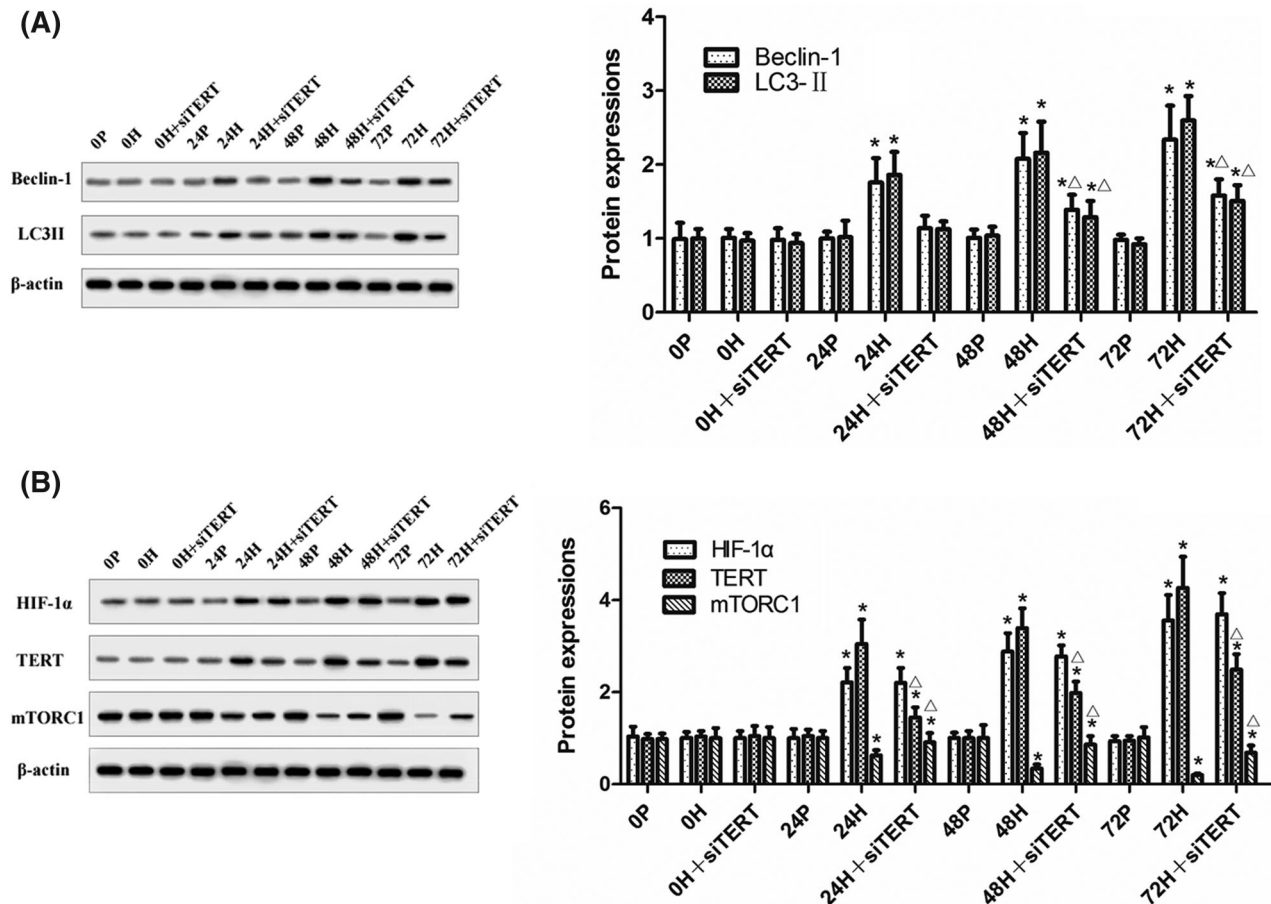 (A)
0P 0H 0H+siTERT 24P 24H 24H+siTERT 48P 48H 48H+siTERT 72P 72H 72H+siTERT
Beclin-1
LC3II
β-actin
Protein expressions
4
3
2
1
0
Beclin-1
LC3-Ⅱ
* * * * *△ *△ * * *△ *△
0P 0H 0H+siTERT 24P 24H 24H+siTERT 48P 48H 48H+siTERT 72P 72H 72H+siTERT
(B)
0P 0H 0H+siTERT 24P 24H 24H+siTERT 48P 48H 48H+siTERT 72P 72H 72H+siTERT
HIF-1α
TERT
mTORC1
β-actin
Protein expressions
6
4
2
0
HIF-1α
TERT
mTORC1
* * * * △* △* * * * * △* △* * * * * △* △*
0P 0H 0H+siTERT 24P 24H 24H+siTERT 48P 48H 48H+siTERT 72P 72H 72H+siTERT